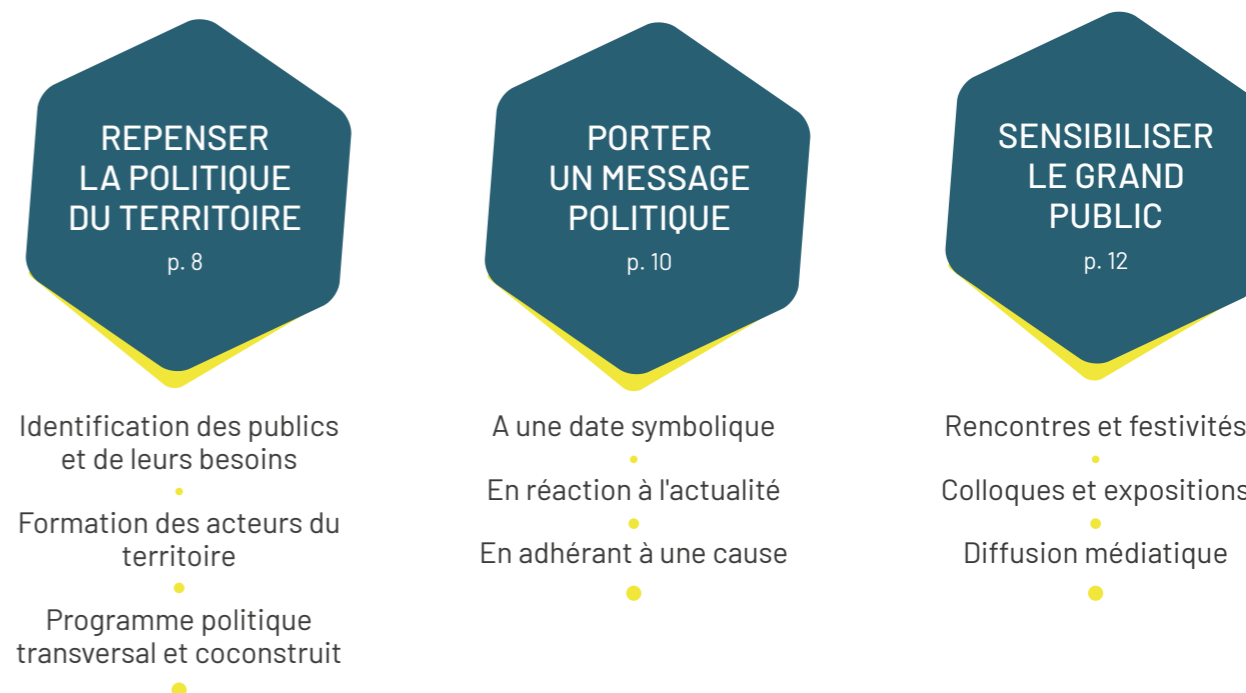 REPENSER
LA POLITIQUE
DU TERRITOIRE
p. 8
Identification des publics
et de leurs besoins
Formation des acteurs du
territoire
Programme politique
transversal et coconstruit
PORTER
UN MESSAGE
POLITIQUE
p. 10
A une date symbolique
En réaction à l'actualité
En adhérant à une cause
SENSIBILISER
LE GRAND
PUBLIC
p. 12
Rencontres et festivités
Colloques et expositions
Diffusion médiatique